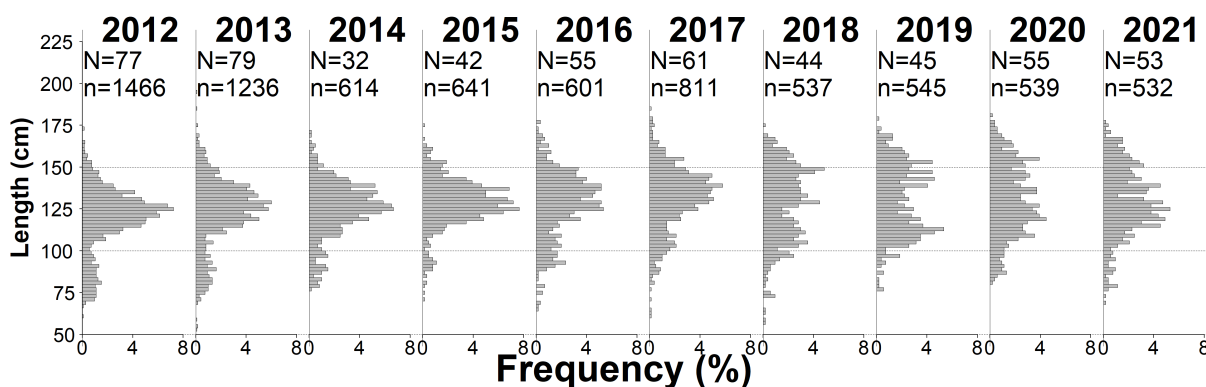 2012 2013 2014 2015 2016 2017 2018 2019 2020 2021
N=77 N=79 N=32 N=42 N=55 N=61 N=44 N=45 N=55 N=53
n=1466 n=1236 n=614 n=641 n=601 n=811 n=537 n=545 n=539 n=532
Length (cm)
225
200
175
150
125
100
75
50
0 4 80 4 80 4 80 4 80 4 80 4 80 4 80 4 80 4 80 4 8
Frequency (%)